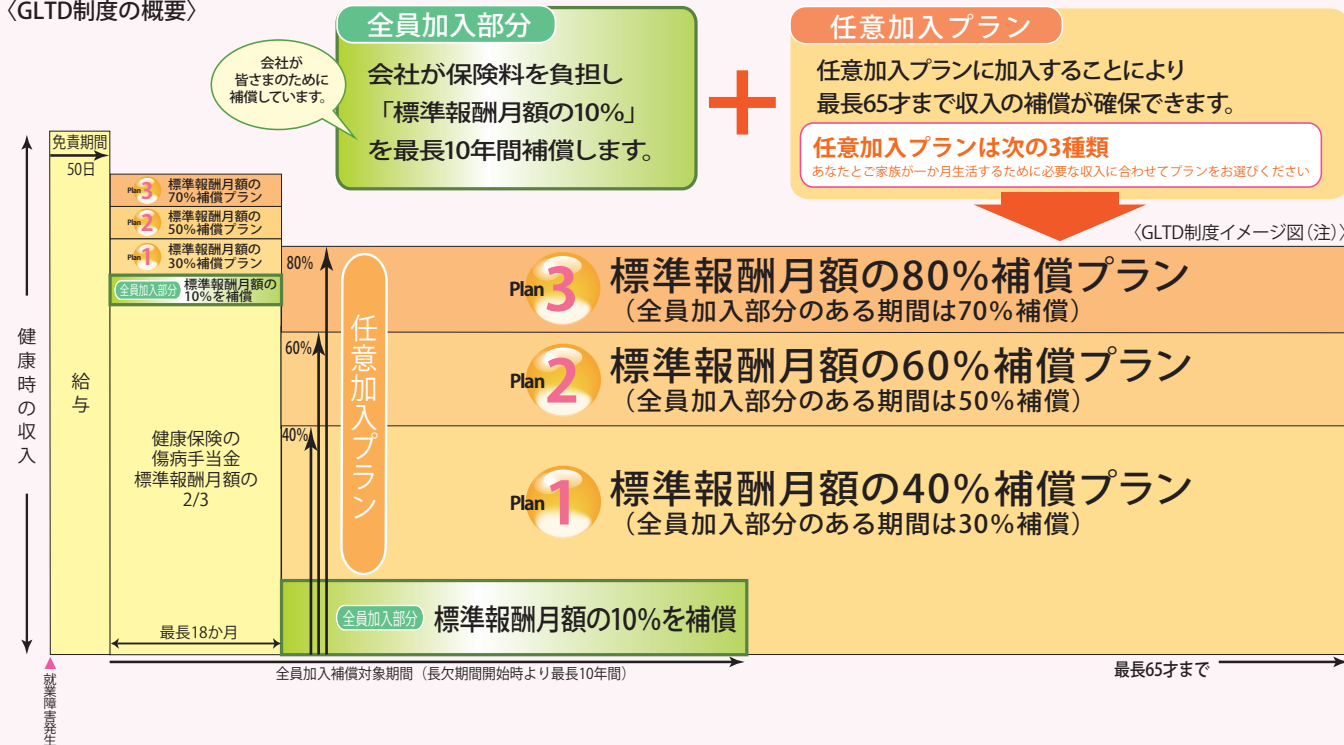 〈GLTD制度の概要〉
会社が
皆さまのために
補償しています。
全員加入部分
会社が保険料を負担し
「標準報酬月額の10%」
を最長10年間補償します。
任意加入プラン
任意加入プランに加入することにより
最長65才まで収入の補償が確保できます。
任意加入プランは次の3種類
あなたとご家族が一か月生活するために必要な収入に合わせてプランをお選びください
〈GLTD制度イメージ図(注)〉
健康時の収入
免責期間
50日
給与
Plan 3 標準報酬月額の
70%補償プラン
Plan 2 標準報酬月額の
50%補償プラン
Plan 1 標準報酬月額の
30%補償プラン
全員加入部分 標準報酬月額の
10%を補償
健康保険の
傷病手当金
標準報酬月額の
2/3
最長18か月
80%
60%
40%
任意加入プラン
Plan 3 標準報酬月額の80%補償プラン
(全員加入部分のある期間は70%補償)
Plan 2 標準報酬月額の60%補償プラン
(全員加入部分のある期間は50%補償)
Plan 1 標準報酬月額の40%補償プラン
(全員加入部分のある期間は30%補償)
全員加入部分 標準報酬月額の10%を補償
全員加入補償対象期間(長欠期間開始時より最長10年間)
最長65才まで
就業障害発生